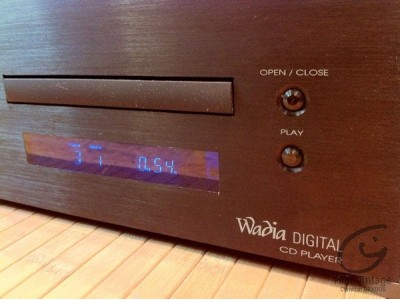 OPEN / CLOSE
PLAY
3 1 0.54.
Wadia DIGITAL
CD PLAYER